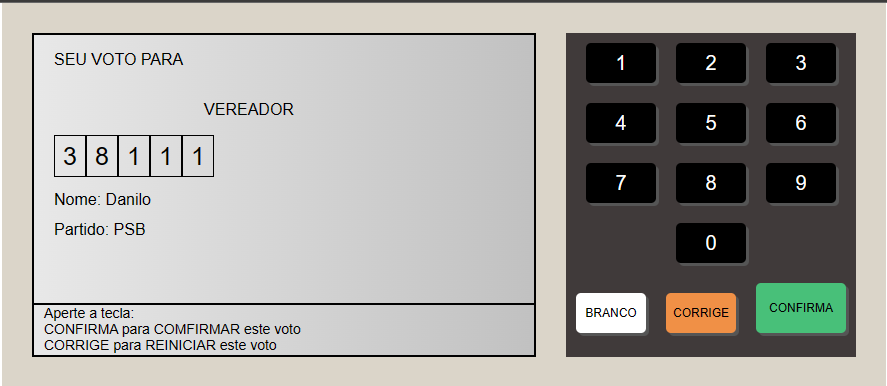 SEU VOTO PARA
VEREADOR
3 8 1 1 1
Nome: Danilo
Partido: PSB
Aperte a tecla:
CONFIRMA para COMFIRMAR este voto
CORRIGE para REINICIAR este voto
1 2 3
4 5 6
7 8 9
0
BRANCO CORRIGE CONFIRMA